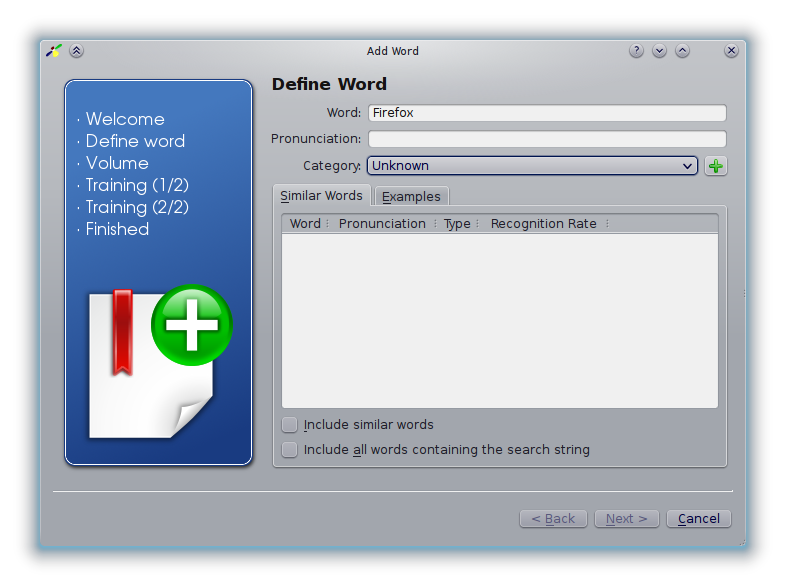 Add Word
?
· Welcome
· Define word
· Volume
· Training (1/2)
· Training (2/2)
· Finished
Define Word
Word: Firefox
Pronunciation:
Category: Unknown
Similar Words Examples
Word Pronunciation Type Recognition Rate
Include similar words
Include all words containing the search string
< Back Next > Cancel